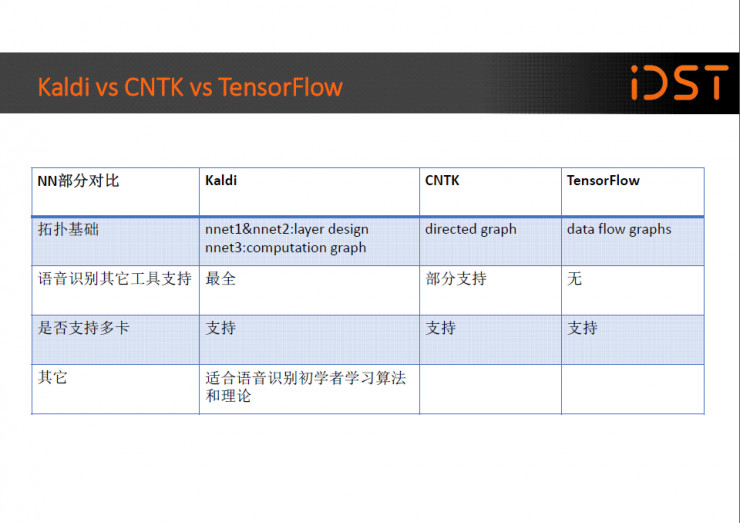 Kaldi vs CNTK vs TensorFlow
iDST
NN部分对比 Kaldi CNTK TensorFlow
拓扑基础 nnet1&nnet2:layer design directed graph data flow graphs
nnet3:computation graph
语音识别其它工具支持 最全 部分支持 无
是否支持多卡 支持 支持 支持
其它 适合语音识别初学者学习算法
和理论